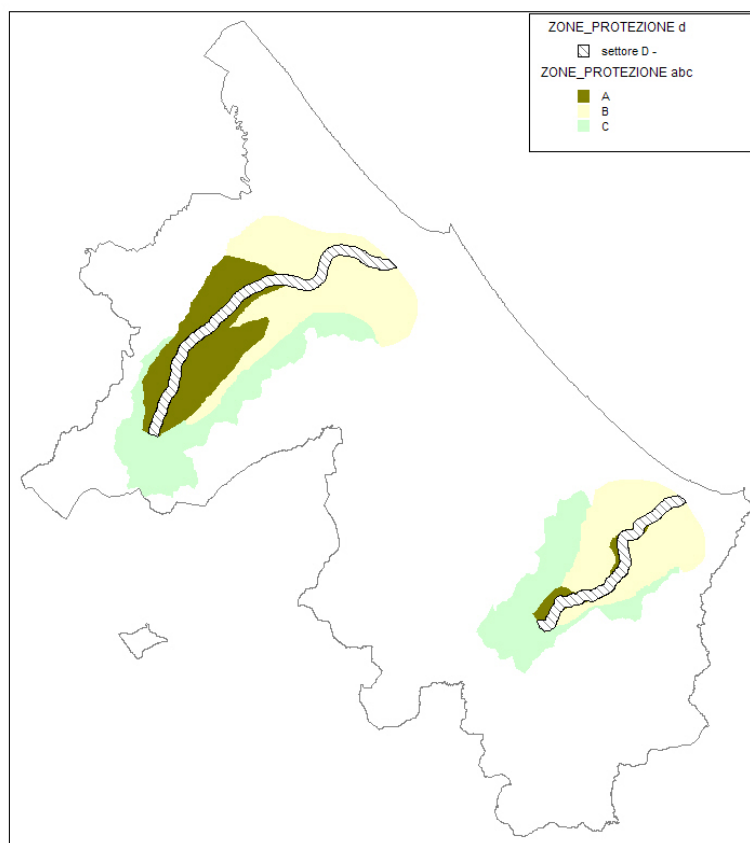 ZONE_PROTEZIONE d
settore D -
ZONE_PROTEZIONE abc
A
B
C